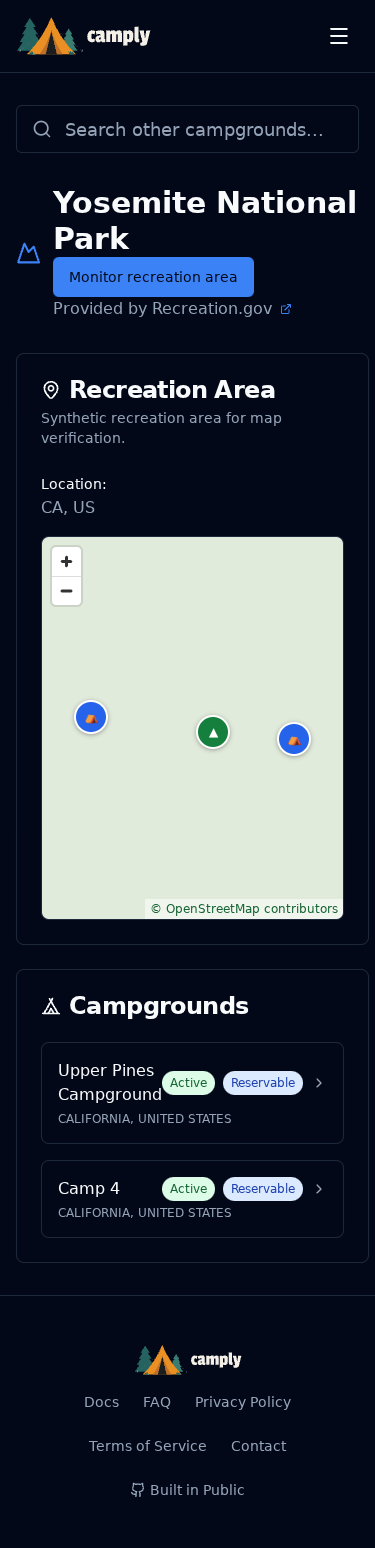 camply
Search other campgrounds...
Yosemite National
Park
Monitor recreation area
Provided by Recreation.gov
Recreation Area
Synthetic recreation area for map
verification.
Location:
CA, US
+
−
© OpenStreetMap contributors
Campgrounds
Upper Pines
Campground
Active
Reservable
CALIFORNIA, UNITED STATES
Camp 4
Active
Reservable
CALIFORNIA, UNITED STATES
camply
Docs
FAQ
Privacy Policy
Terms of Service
Contact
Built in Public